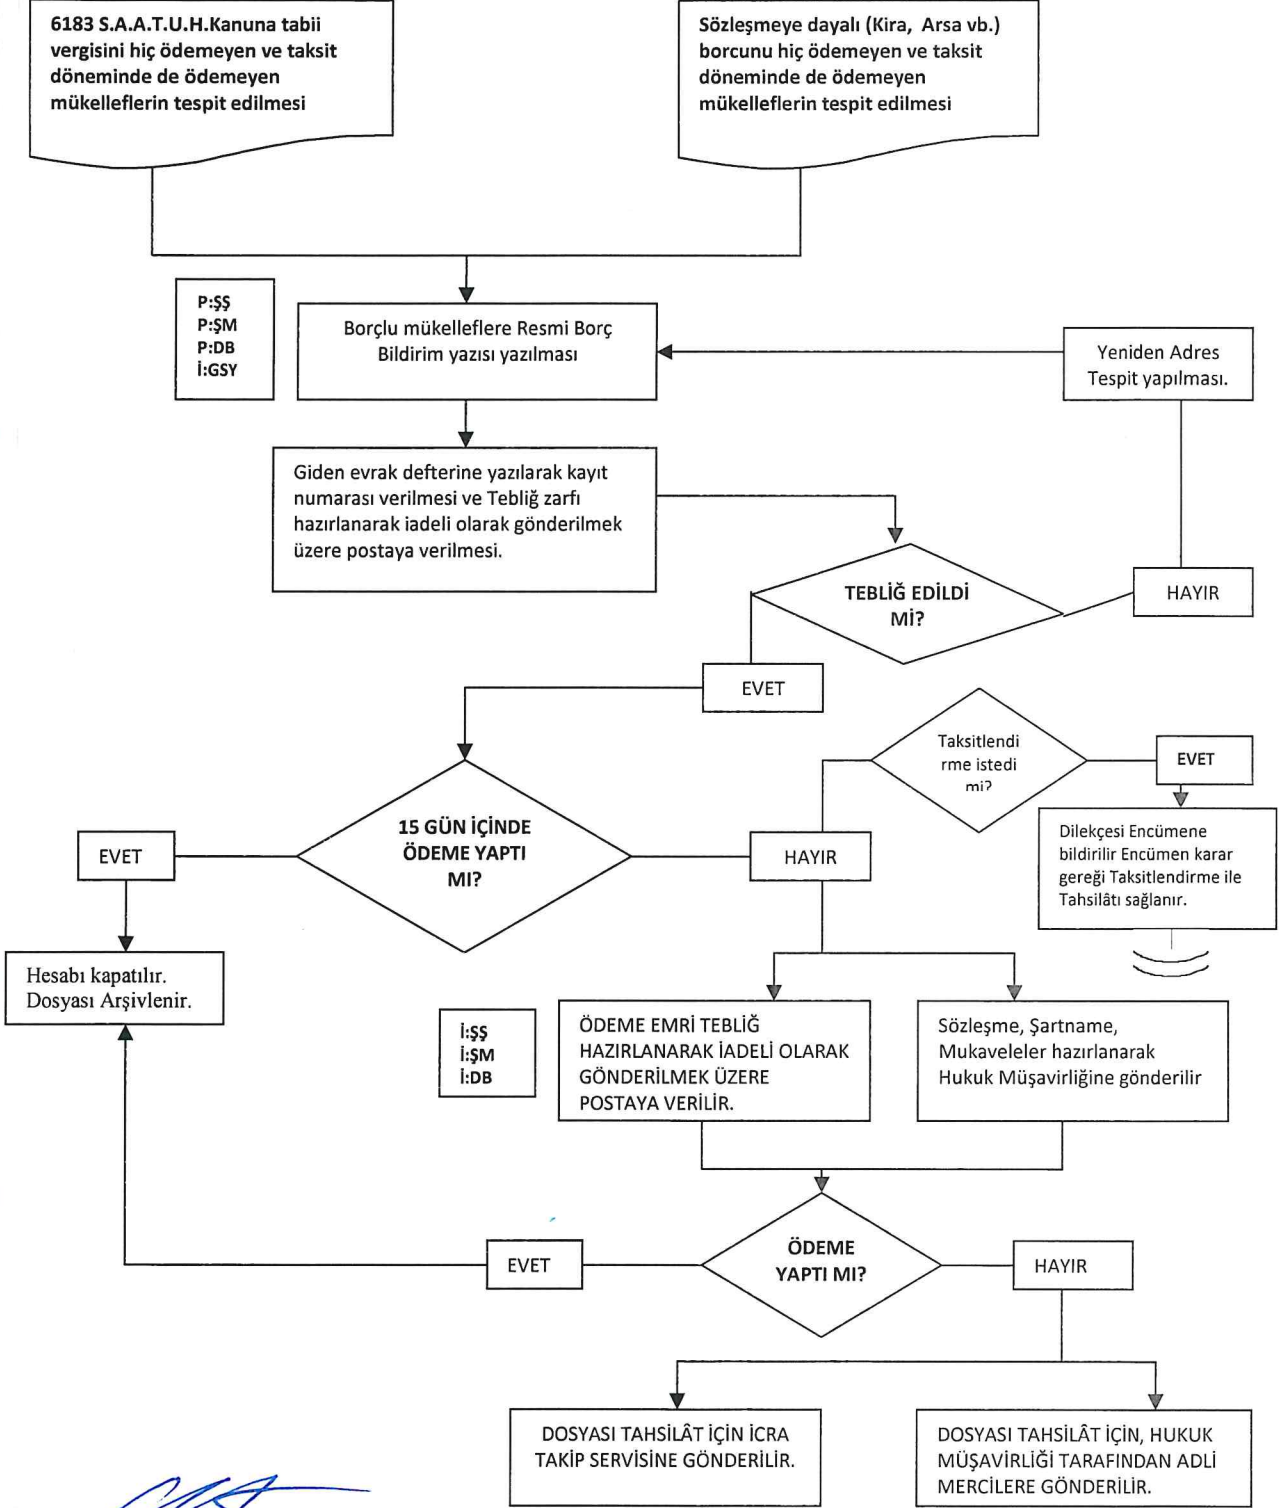 6183 S.A.A.T.U.H.Kanuna tabii
vergisini hiç ödemeyen ve taksit
döneminde de ödemeyen
mükelleflerin tespit edilmesi
Sözleşmeye dayalı (Kira, Arsa vb.)
borcunu hiç ödemeyen ve taksit
döneminde de ödemeyen
mükelleflerin tespit edilmesi
P:ŞŞ
P:ŞM
P:DB
İ:GSY
Borçlu mükelleflere Resmi Borç
Bildirim yazısı yazılması
Yeniden Adres
Tespit yapılması.
Giden evrak defterine yazılarak kayıt
numarası verilmesi ve Tebliğ zarfı
hazırlanarak iadeli olarak gönderilmek
üzere postaya verilmesi.
TEBLİĞ EDİLDİ
Mİ?
HAYIR
EVET
Taksitlendi
rme istedi
mi?
EVET
15 GÜN İÇİNDE
ÖDEME YAPTI
MI?
EVET
HAYIR
Dilekçesi Encümene
bildirilir Encümen karar
gereği Taksitlendirme ile
Tahsilâtı sağlanır.
Hesabı kapatılır.
Dosyası Arşivlenir.
İ:ŞŞ
İ:ŞM
İ:DB
ÖDEME EMRİ TEBLİĞ
HAZIRLANARAK İADELİ OLARAK
GÖNDERİLMEK ÜZERE
POSTAYA VERİLİR.
Sözleşme, Şartname,
Mukaveleler hazırlanarak
Hukuk Müşavirliğine gönderilir
ÖDEME
YAPTI MI?
EVET
HAYIR
DOSYASI TAHSİLÂT İÇİN İCRA
TAKİP SERVİSİNE GÖNDERİLİR.
DOSYASI TAHSİLÂT İÇİN, HUKUK
MÜŞAVİRLİĞİ TARAFINDAN ADLİ
MERCİLERE GÖNDERİLİR.